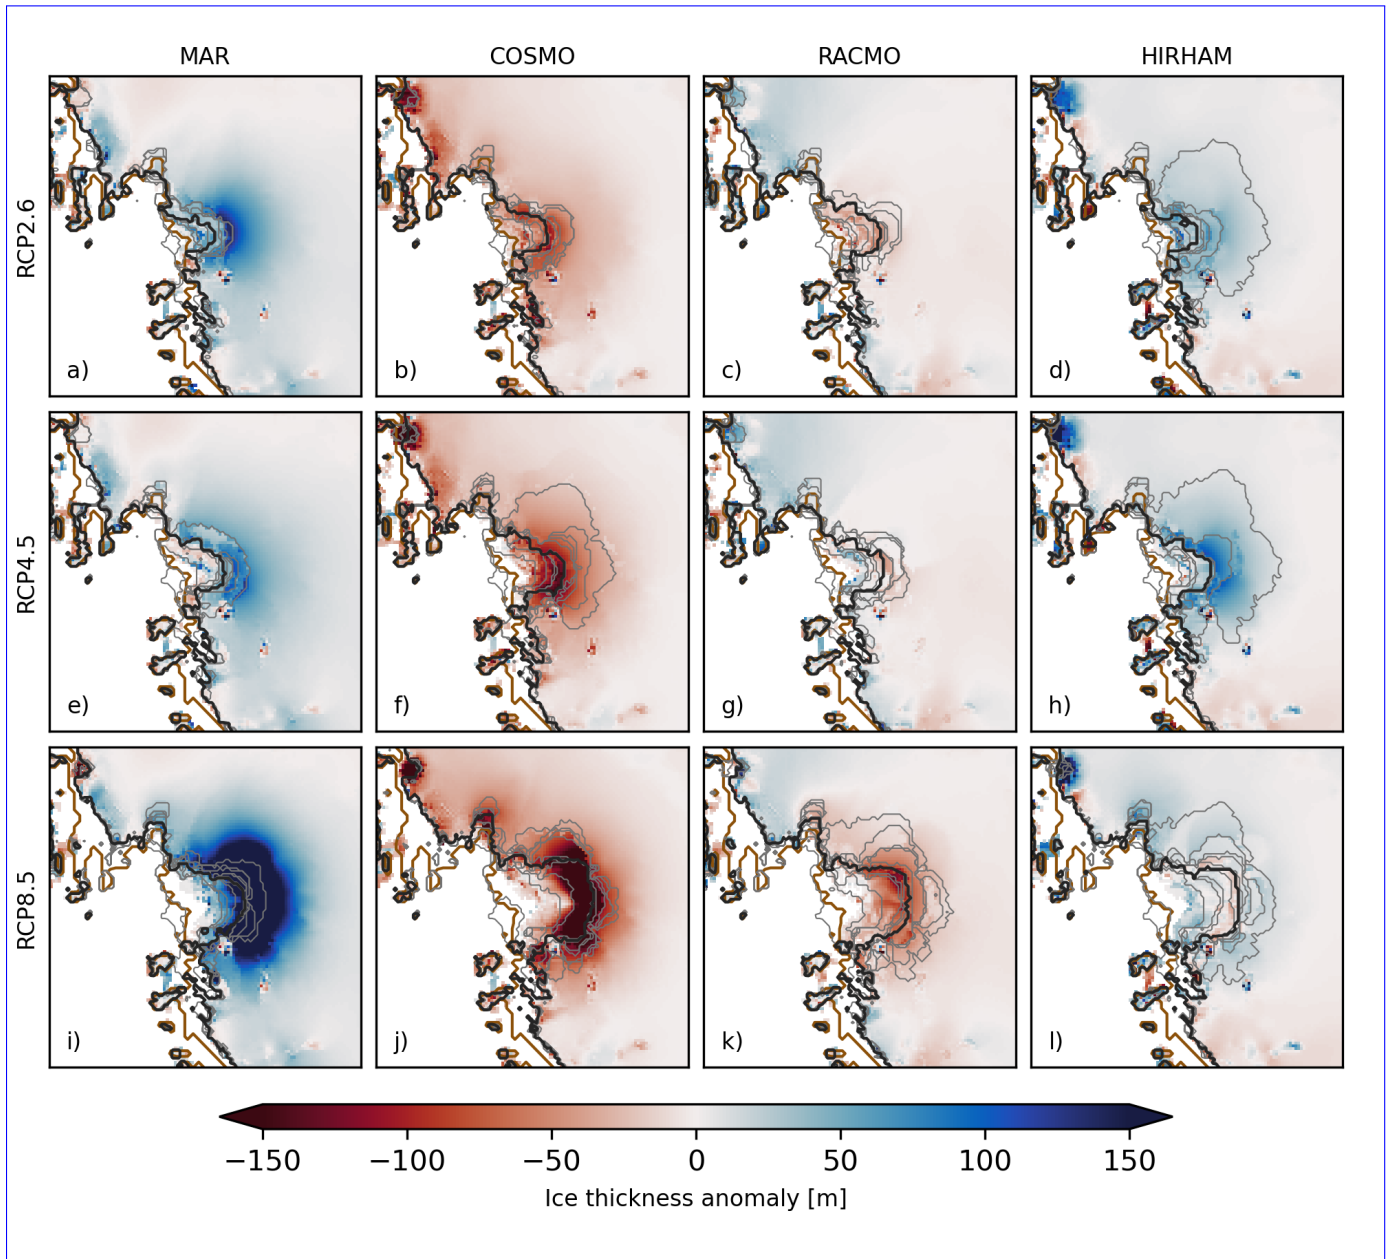 MAR COSMO RACMO HIRHAM
RCP2.6
a) b) c) d)
RCP4.5
e) f) g) h)
RCP8.5
i) j) k) l)
−150 −100 −50 0 50 100 150
Ice thickness anomaly [m]